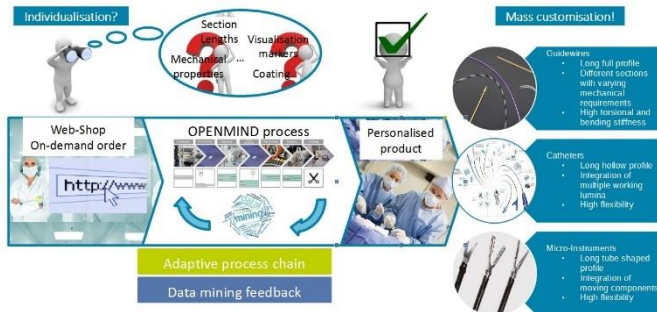 Individualisation?
Section
Lengths
Visualisation
markers
Mechanical
properties
...
Coating...
Mass customisation!
Guidewires
• Long full profile
• Different sections
with varying
mechanical
requirements
• High torsional and
bending stiffness
Web-Shop
On-demand order
http://www
OPENMIND process
mining
Personalised
product
Catheters
• Long hollow profile
• Integration of
multiple working
lumina
• High flexibility
Adaptive process chain
Data mining feedback
Micro-Instruments
• Long tube shaped
profile
• Integration of
moving components
• High flexibility